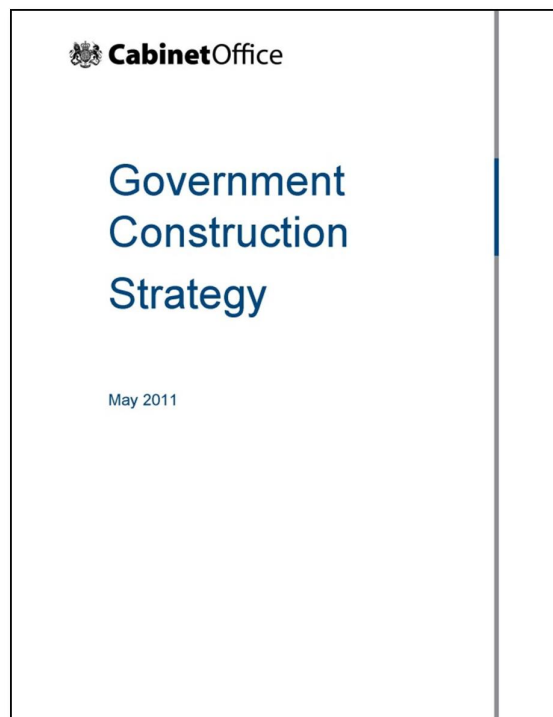 CabinetOffice
Government
Construction
Strategy
May 2011